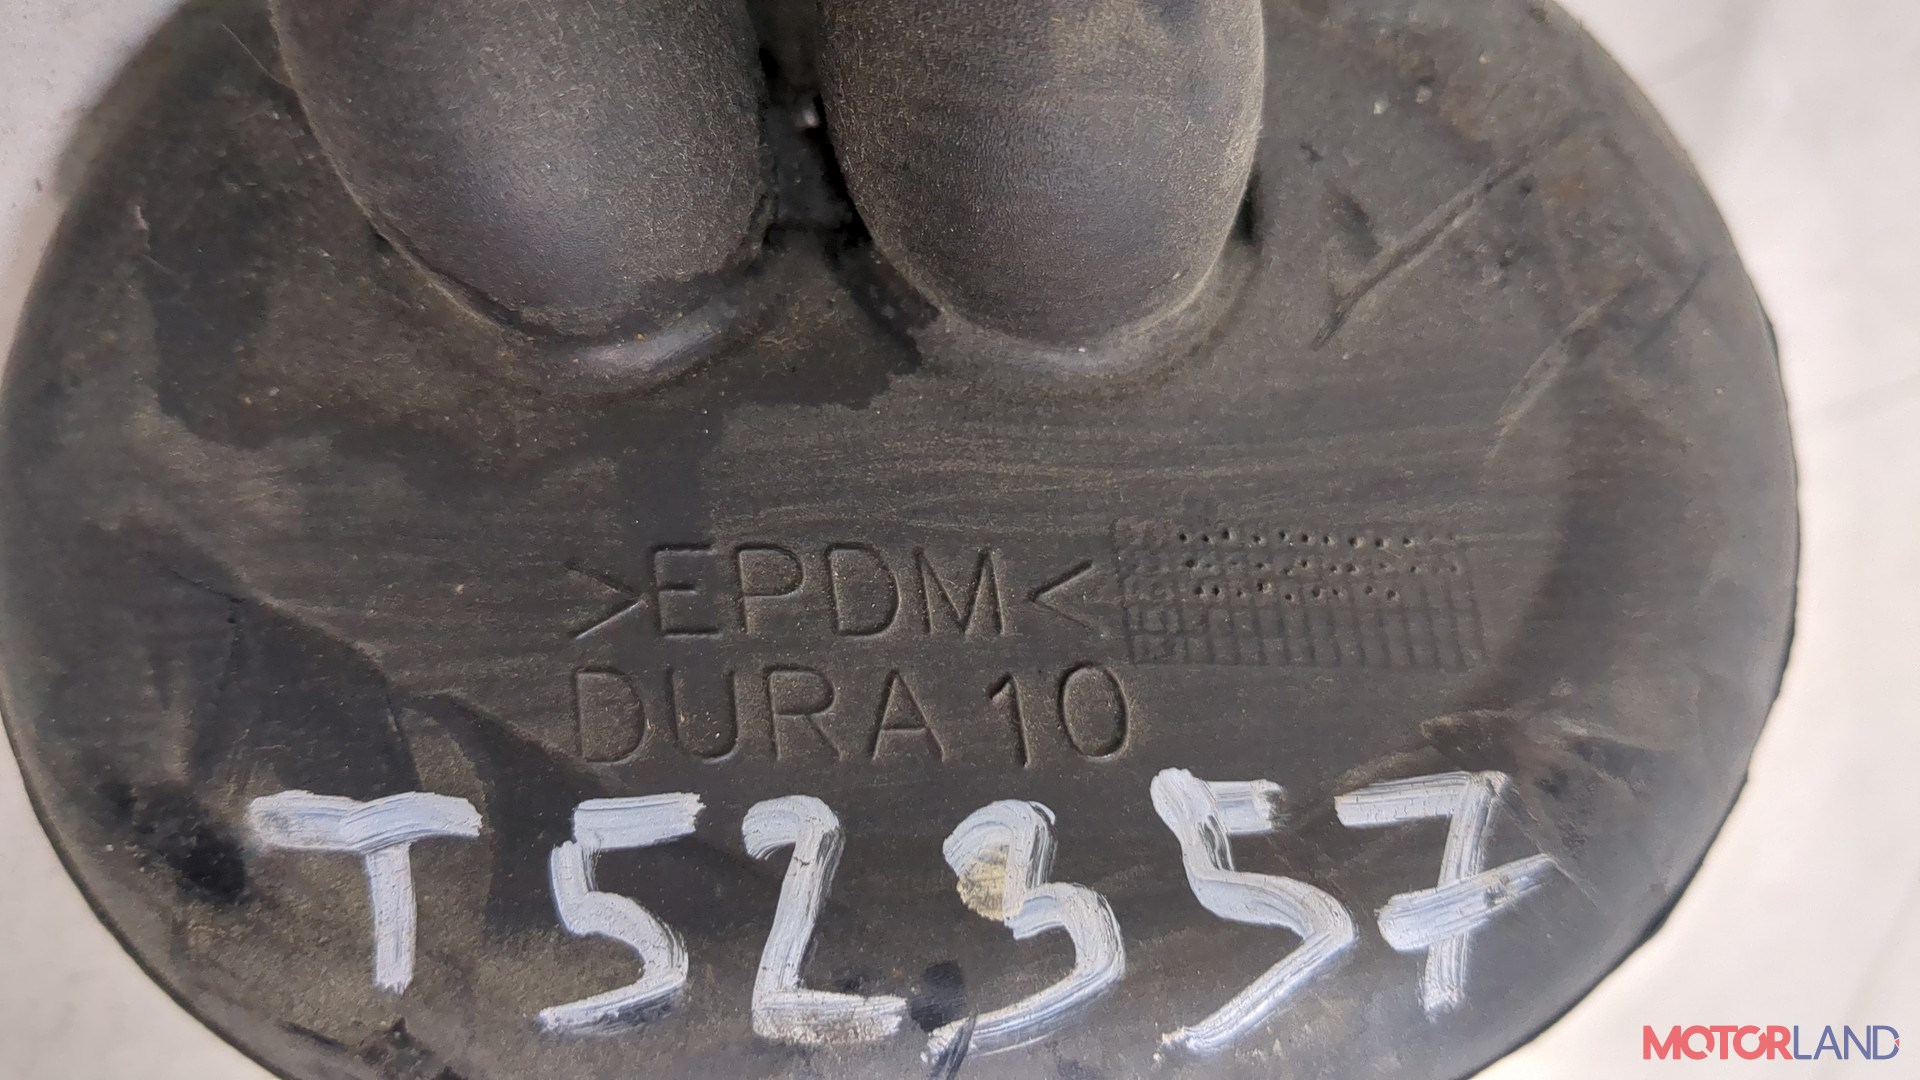 >EPDM<
DURA 10
T52357
MOTORLAND